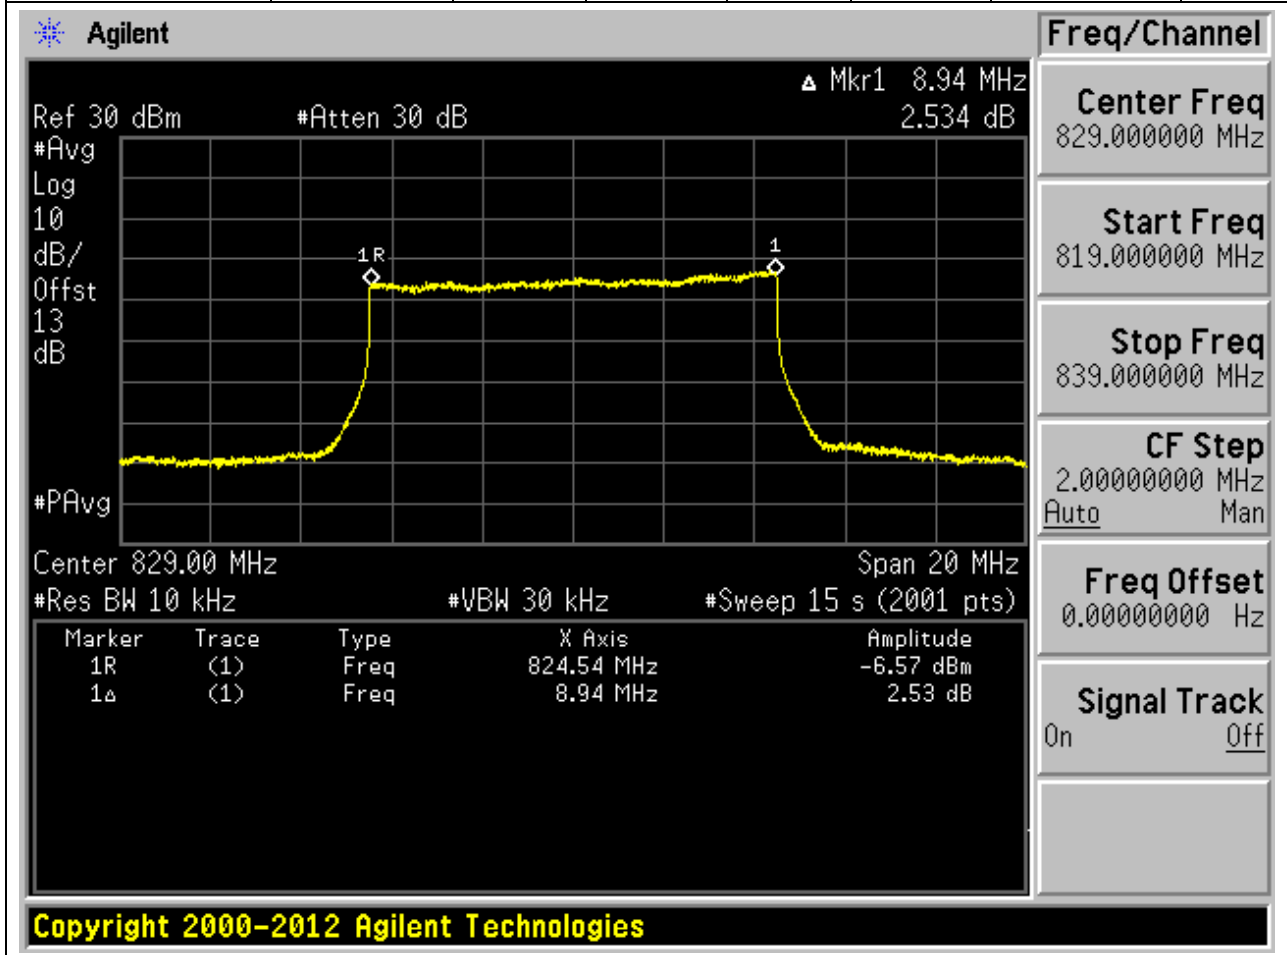 Agilent
Freq/Channel
Δ Mkr1 8.94 MHz
Ref 30 dBm #Atten 30 dB 2.534 dB
#Avg
Log
10
dB/
Offst
13
dB
1R
1
#PAvg
Center 829.00 MHz Span 20 MHz
#Res BW 10 kHz #VBW 30 kHz #Sweep 15 s (2001 pts)
Marker Trace Type X Axis Amplitude
1R (1) Freq 824.54 MHz -6.57 dBm
1Δ (1) Freq 8.94 MHz 2.53 dB
Center Freq
829.000000 MHz
Start Freq
819.000000 MHz
Stop Freq
839.000000 MHz
CF Step
2.00000000 MHz
Auto Man
Freq Offset
0.00000000 Hz
Signal Track
On Off
Copyright 2000-2012 Agilent Technologies